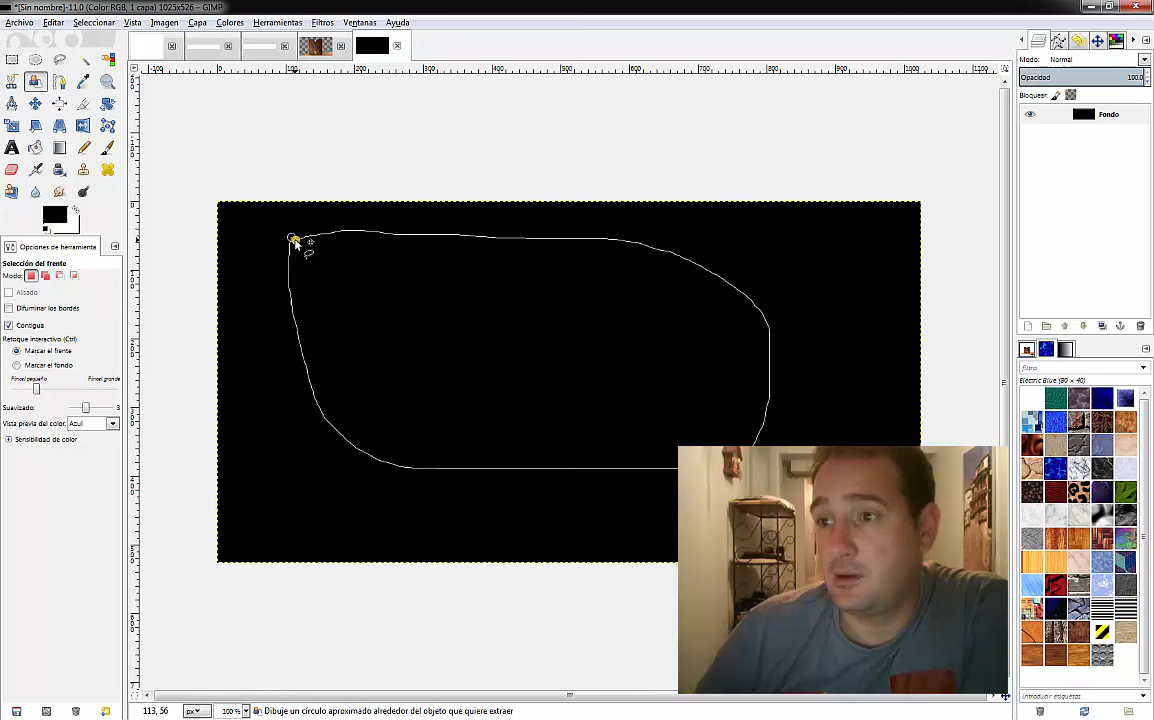 *[Sin nombre]-11.0 (Color RGB, 1 capa) 1025x526 – GIMP
Archivo Editar Seleccionar Vista Imagen Capa Colores Herramientas Filtros Ventanas Ayuda
Modo: Normal
Opacidad 100.0
Bloquear:
Fondo
Opciones de herramienta
Selección del frente
Modo:
Alisado
Difuminar los bordes
Contigua
Retoque interactivo (Ctrl)
Marcar el frente
Marcar el fondo
Pincel pequeño Pincel grande
Suavizado: 3
Vista previa del color: Azul
Sensibilidad de color
filtro
Electric Blue (80 × 40)
introducir etiquetas
113, 56 px 100 % Dibuje un círculo aproximado alrededor del objeto que quiere extraer